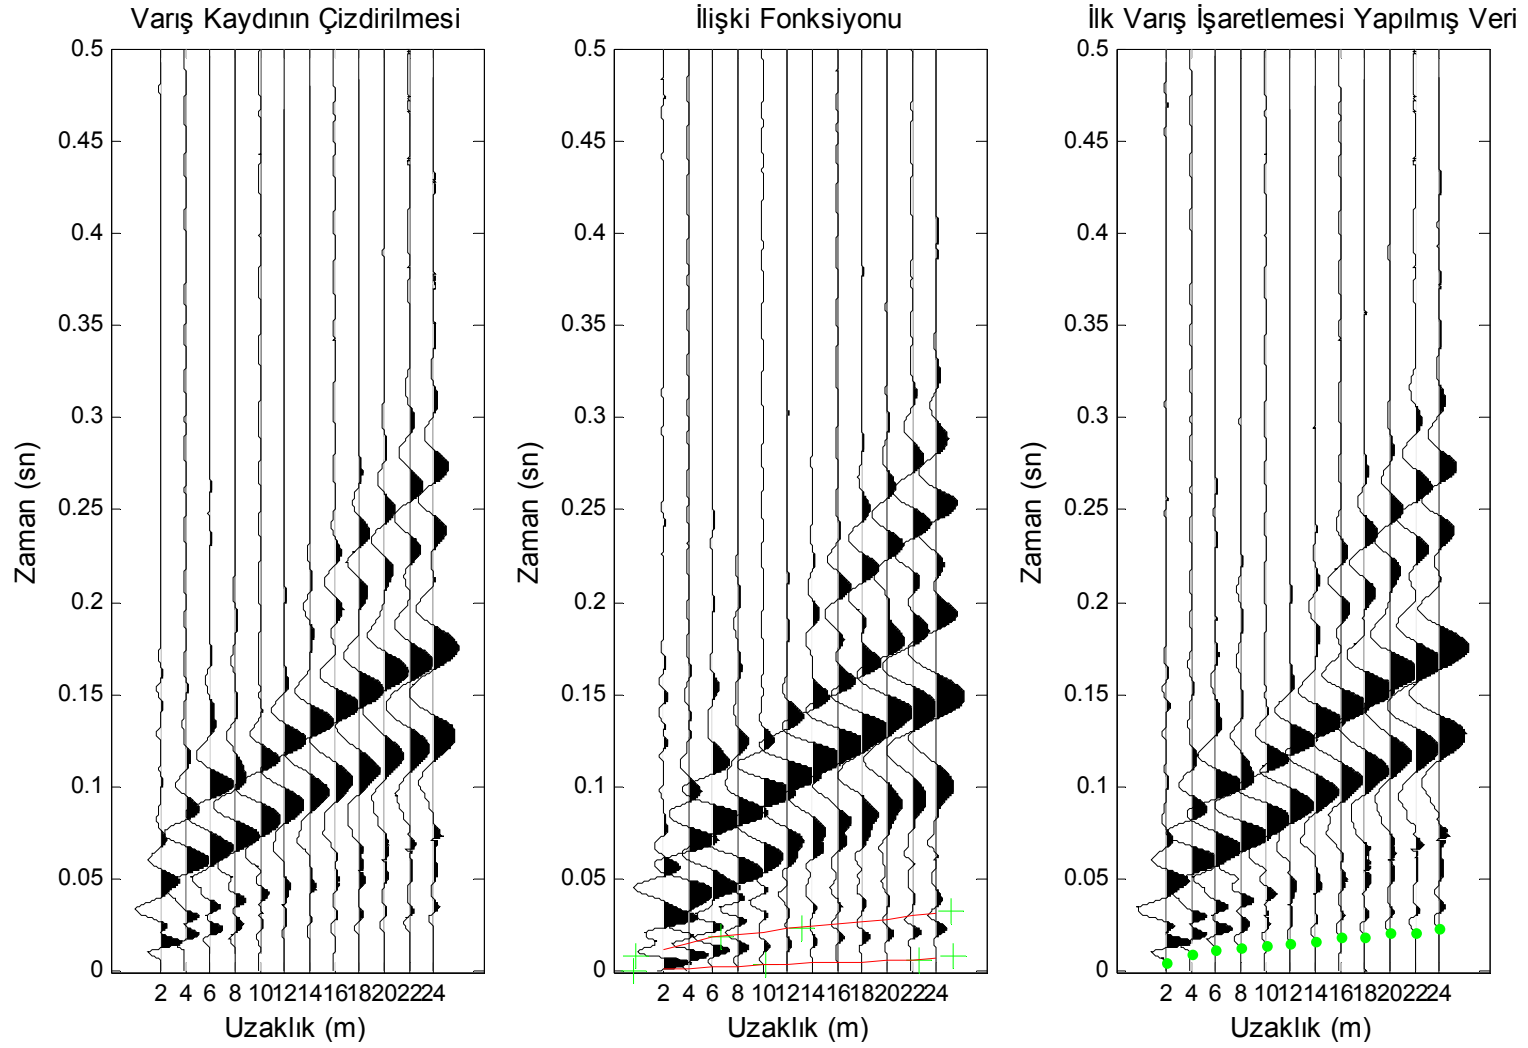 Varış Kaydının Çizdirilmesi
0.5
0.45
0.4
0.35
0.3
0.25
0.2
0.15
0.1
0.05
0
Zaman (sn)
2 4 6 8 10 12 14 16 18 20 22 24
Uzaklık (m)
İlişki Fonksiyonu
0.5
0.45
0.4
0.35
0.3
0.25
0.2
0.15
0.1
0.05
0
Zaman (sn)
2 4 6 8 10 12 14 16 18 20 22 24
Uzaklık (m)
İlk Varış İşaretlemesi Yapılmış Veri
0.5
0.45
0.4
0.35
0.3
0.25
0.2
0.15
0.1
0.05
0
Zaman (sn)
2 4 6 8 10 12 14 16 18 20 22 24
Uzaklık (m)